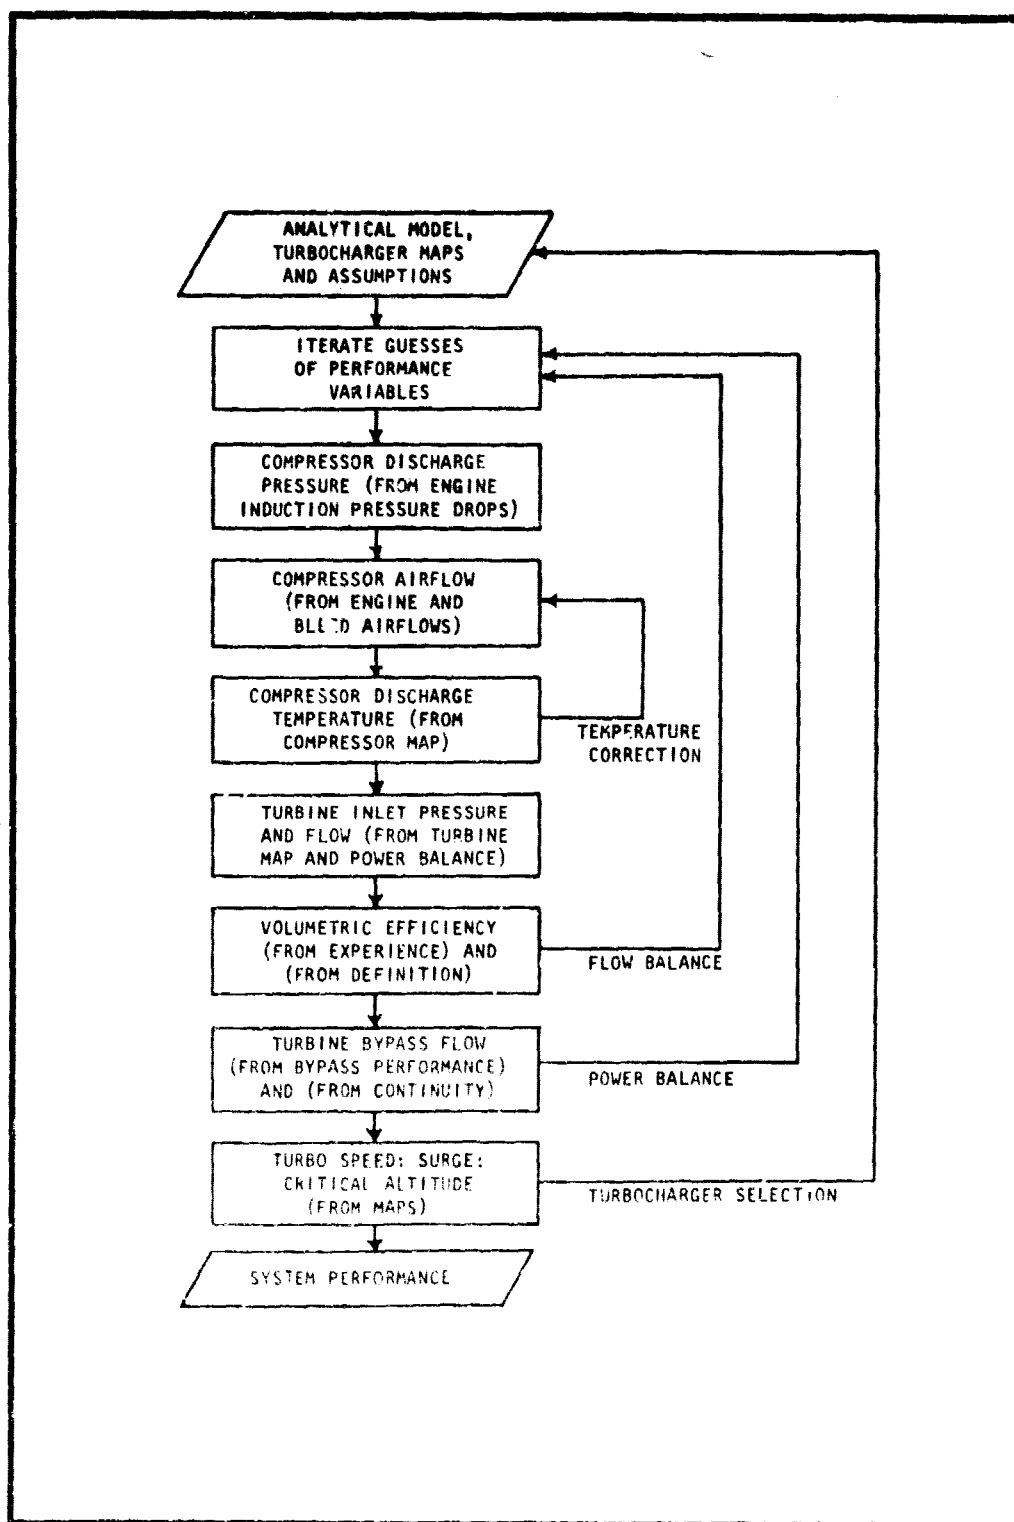 ANALYTICAL MODEL,
TURBOCHARGER MAPS
AND ASSUMPTIONS
ITERATE GUESSES
OF PERFORMANCE
VARIABLES
COMPRESSOR DISCHARGE
PRESSURE (FROM ENGINE
INDUCTION PRESSURE DROPS)
COMPRESSOR AIRFLOW
(FROM ENGINE AND
AIRFLOWS)
COMPRESSOR DISCHARGE
TEMPERATURE (FROM
COMPRESSOR MAP)
TEMPERATURE
CORRECTION
TURBINE INLET PRESSURE
AND FLOW (FROM TURBINE
MAP AND POWER BALANCE)
VOLUMETRIC EFFICIENCY
(FROM EXPERIENCE) AND
(FROM DEFINITION)
FLOW BALANCE
TURBINE BYPASS FLOW
(FROM BYPASS PERFORMANCE)
AND (FROM CONTINUITY)
POWER BALANCE
TURBO SPEED: SURGE:
CRITICAL ALTITUDE
(FROM MAPS)
TURBOCHARGER SELECTION
SYSTEM PERFORMANCE